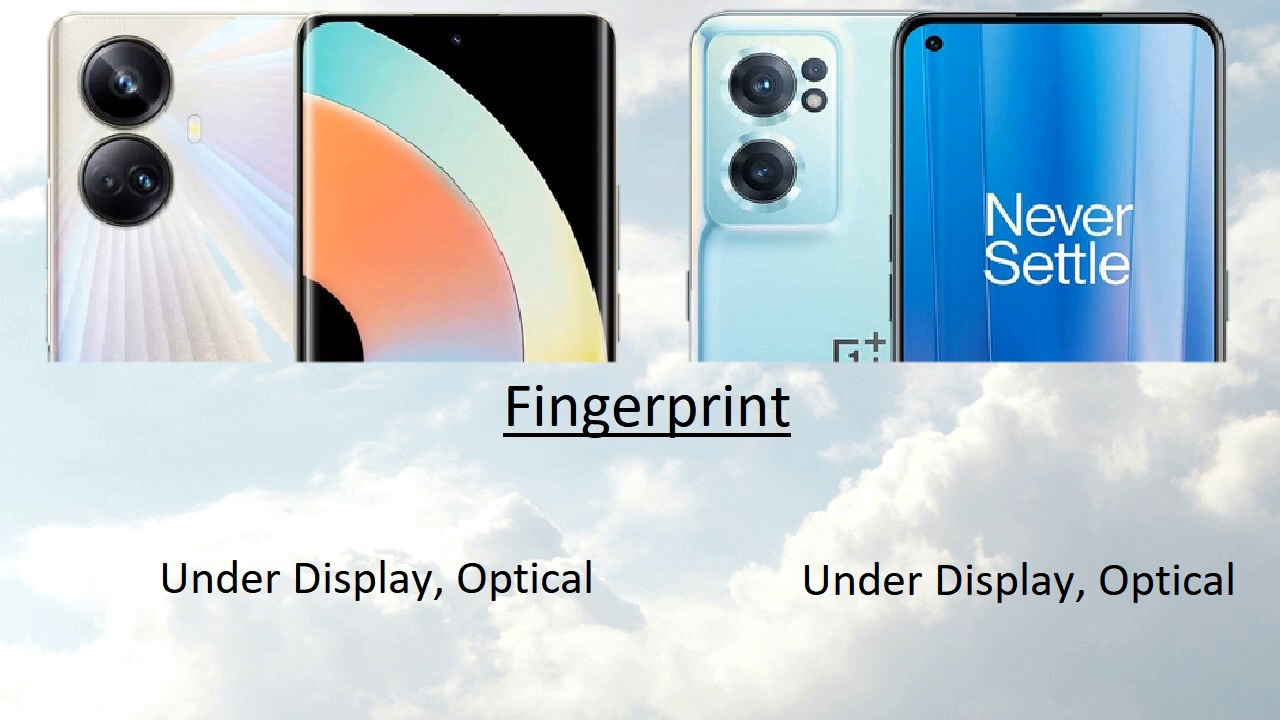 Never
Settle
Fingerprint
Under Display, Optical
Under Display, Optical